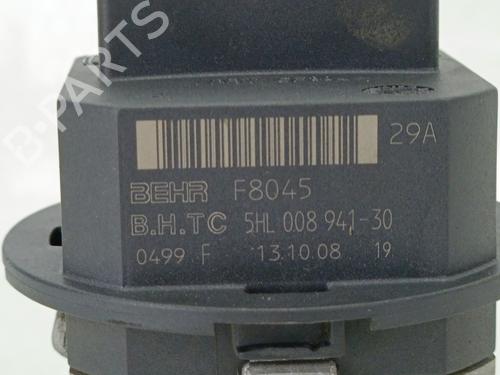 B-PARTS
29A
BEHR F8045
B.H.TC 5HL 008 941-30
0499 F 13.10.08 19